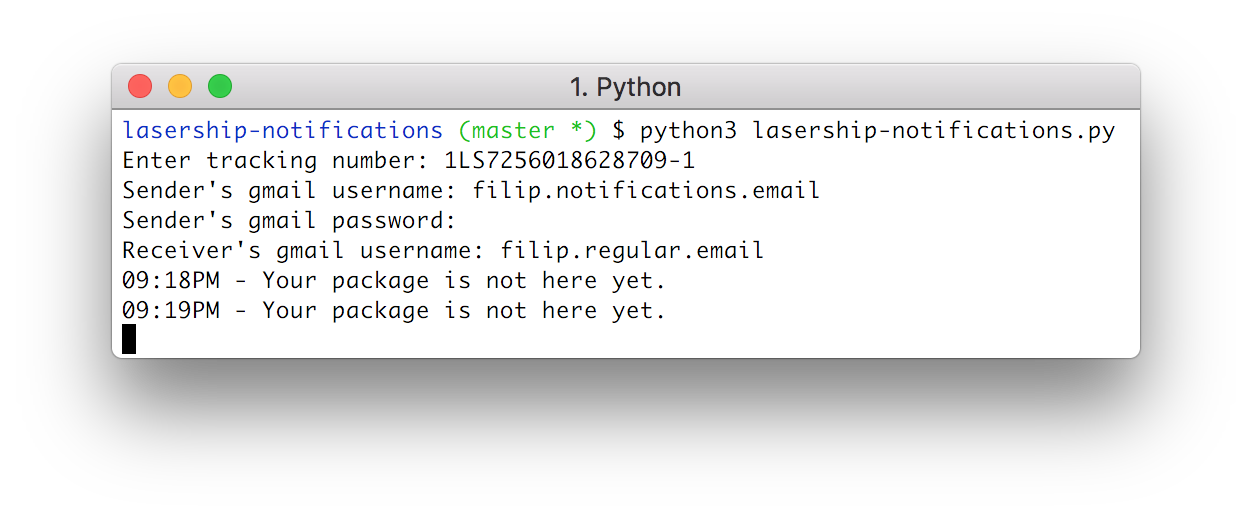 1. Python
lasership-notifications (master *) $ python3 lasership-notifications.py
Enter tracking number: 1LS7256018628709-1
Sender's gmail username: filip.notifications.email
Sender's gmail password:
Receiver's gmail username: filip.regular.email
09:18PM - Your package is not here yet.
09:19PM - Your package is not here yet.